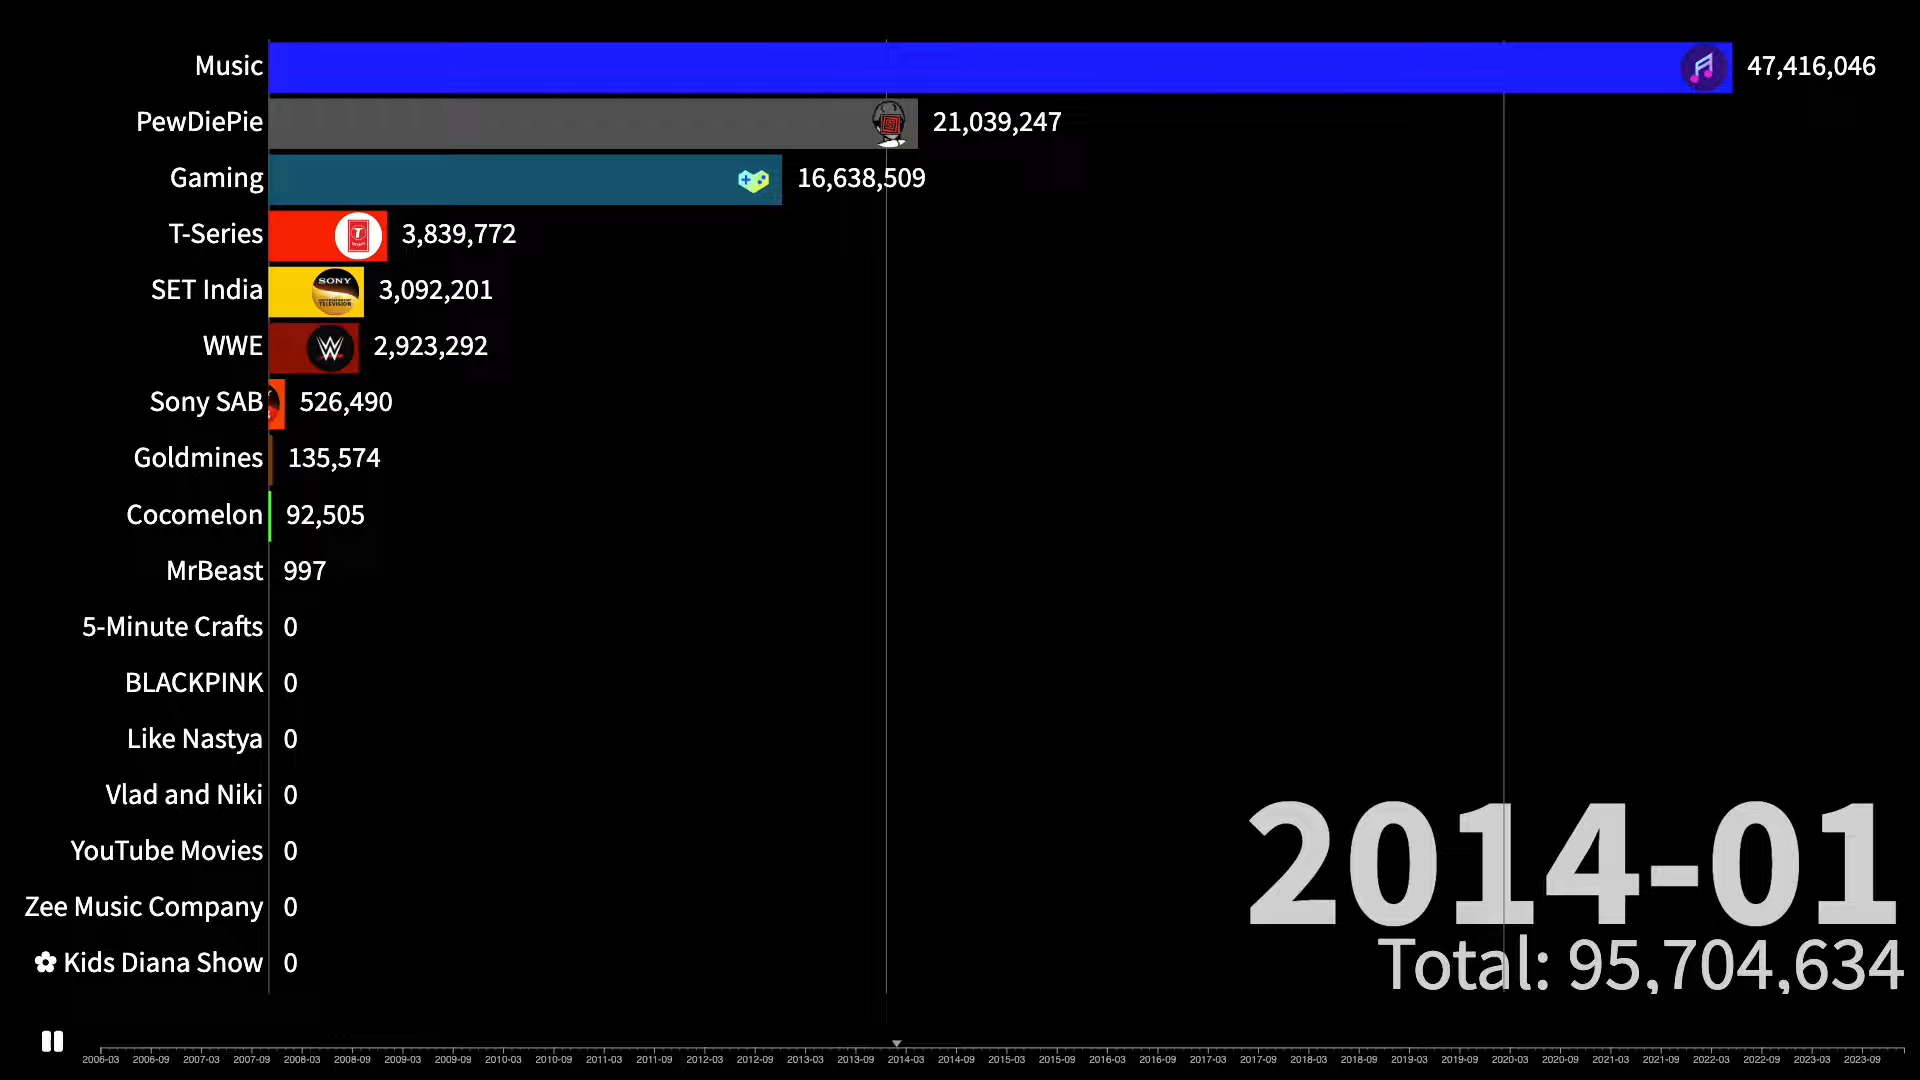 Music 47,416,046
PewDiePie 21,039,247
Gaming 16,638,509
T-Series 3,839,772
SET India SONY TELEVISION 3,092,201
WWE 2,923,292
Sony SAB 526,490
Goldmines 135,574
Cocomelon 92,505
MrBeast 997
5-Minute Crafts 0
BLACKPINK 0
Like Nastya 0
Vlad and Niki 0
YouTube Movies 0
Zee Music Company 0
✿ Kids Diana Show 0
2014-01
Total: 95,704,634
2006-03 2006-09 2007-03 2007-09 2008-03 2008-09 2009-03 2009-09 2010-03 2010-09 2011-03 2011-09 2012-03 2012-09 2013-03 2013-09 2014-03 2014-09 2015-03 2015-09 2016-03 2016-09 2017-03 2017-09 2018-03 2018-09 2019-03 2019-09 2020-03 2020-09 2021-03 2021-09 2022-03 2022-09 2023-03 2023-09